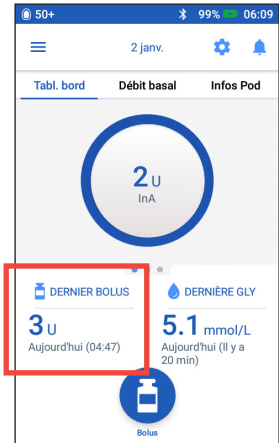 50+ 99% 06:09
2 janv.
Tabl. bord Débit basal Infos Pod
2 U
InA
DERNIER BOLUS DERNIÈRE GLY
3 U 5.1 mmol/L
Aujourd'hui (04:47) Aujourd'hui (Il y a
20 min)
Bolus